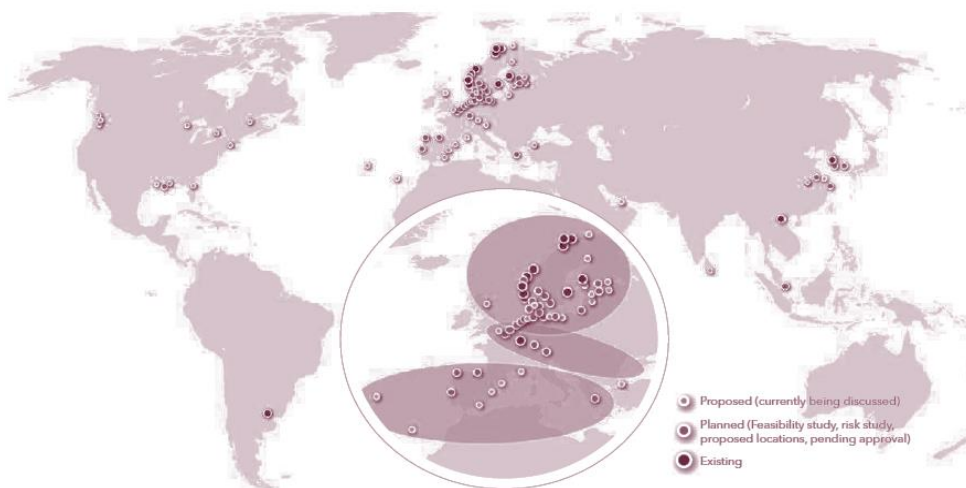 Proposed (currently being discussed)
Planned (Feasibility study, risk study,
proposed locations, pending approval)
Existing